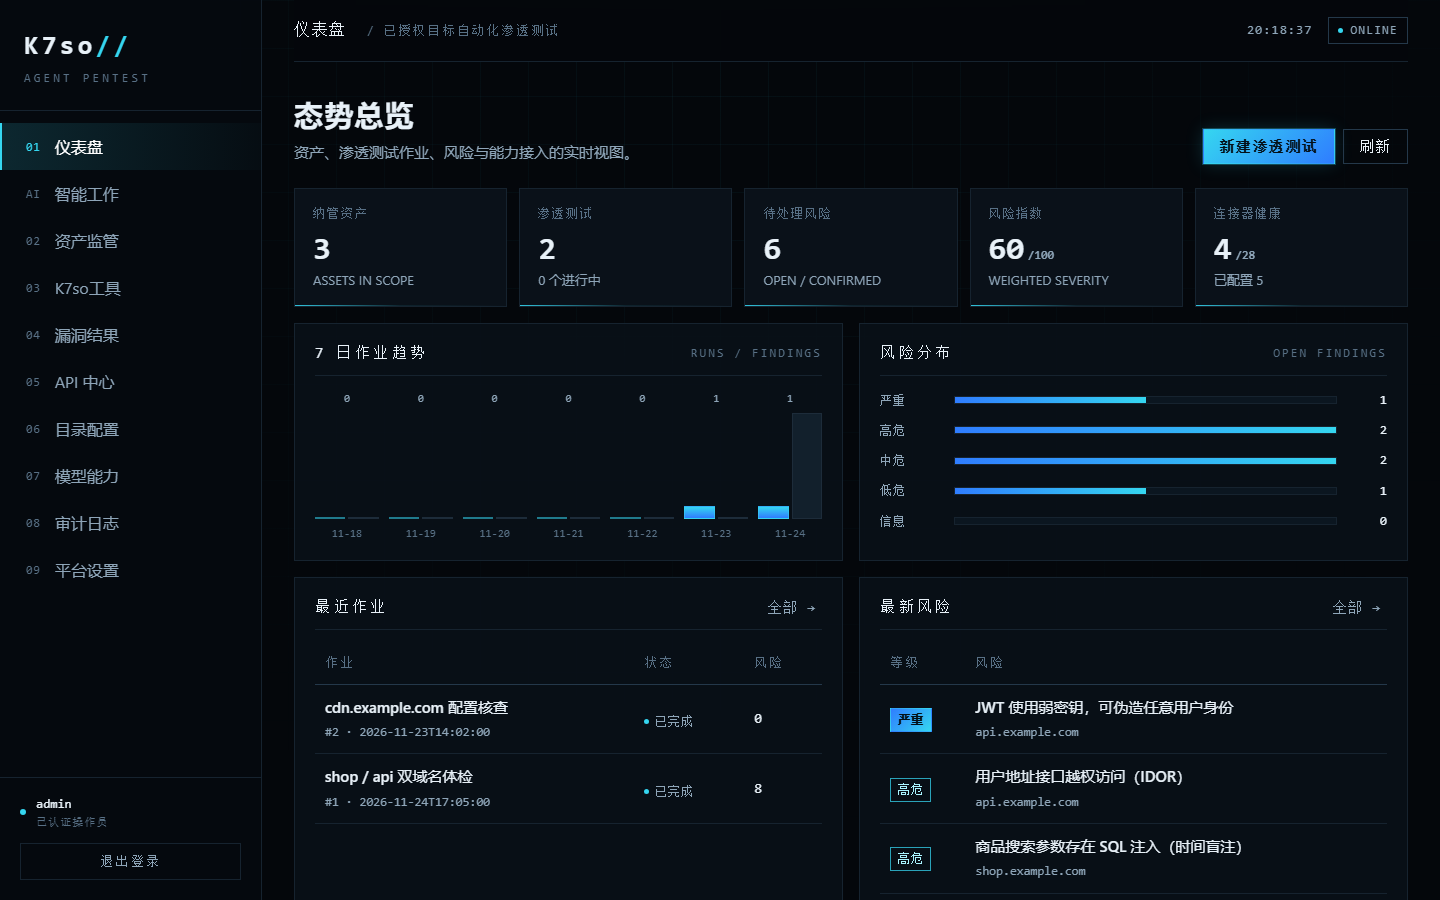 K7so//
AGENT PENTEST
01 仪表盘
AI 智能工作
02 资产监管
03 K7so工具
04 漏洞结果
05 API 中心
06 目录配置
07 模型能力
08 审计日志
09 平台设置
admin
已认证操作员
退出登录
仪表盘 / 已授权目标自动化渗透测试
20:18:37
ONLINE
态势总览
资产、渗透测试作业、风险与能力接入的实时视图。
新建渗透测试
刷新
纳管资产
3
ASSETS IN SCOPE
渗透测试
2
0 个进行中
待处理风险
6
OPEN / CONFIRMED
风险指数
60 /100
WEIGHTED SEVERITY
连接器健康
4 /28
已配置 5
7 日作业趋势
RUNS / FINDINGS
0 0 0 0 0 1 1
11-18 11-19 11-20 11-21 11-22 11-23 11-24
风险分布
OPEN FINDINGS
严重 1
高危 2
中危 2
低危 1
信息 0
最近作业
全部 →
作业 状态 风险
cdn.example.com 配置核查
#2 · 2026-11-23T14:02:00
已完成
0
shop / api 双域名体检
#1 · 2026-11-24T17:05:00
已完成
8
最新风险
全部 →
等级 风险
严重
JWT 使用弱密钥，可伪造任意用户身份
api.example.com
高危
用户地址接口越权访问（IDOR）
api.example.com
高危
商品搜索参数存在 SQL 注入（时间盲注）
shop.example.com